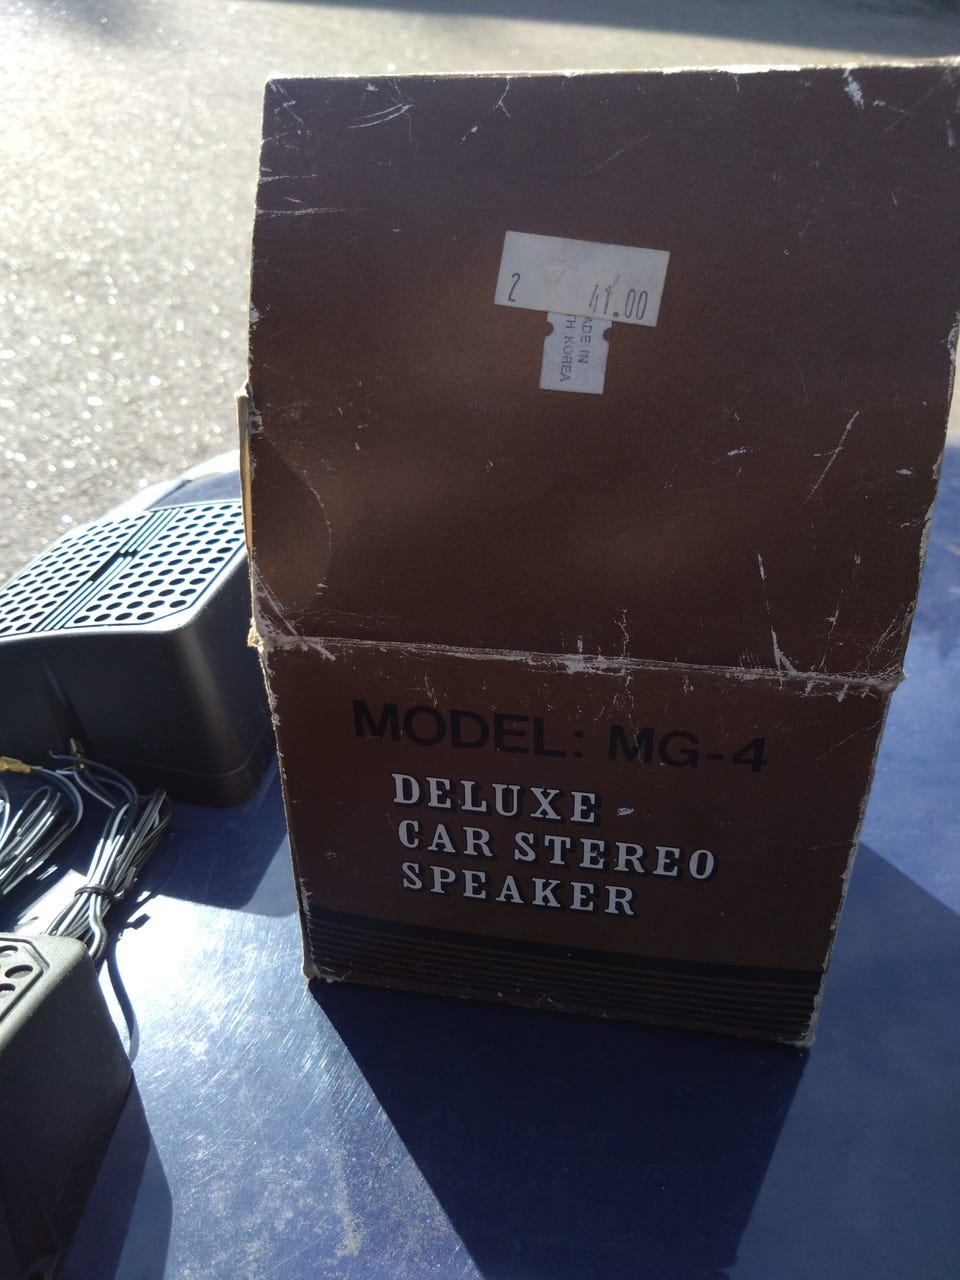 2 41.00
ADE IN
TH KOREA
MODEL: MG-4
DELUXE
CAR STEREO
SPEAKER